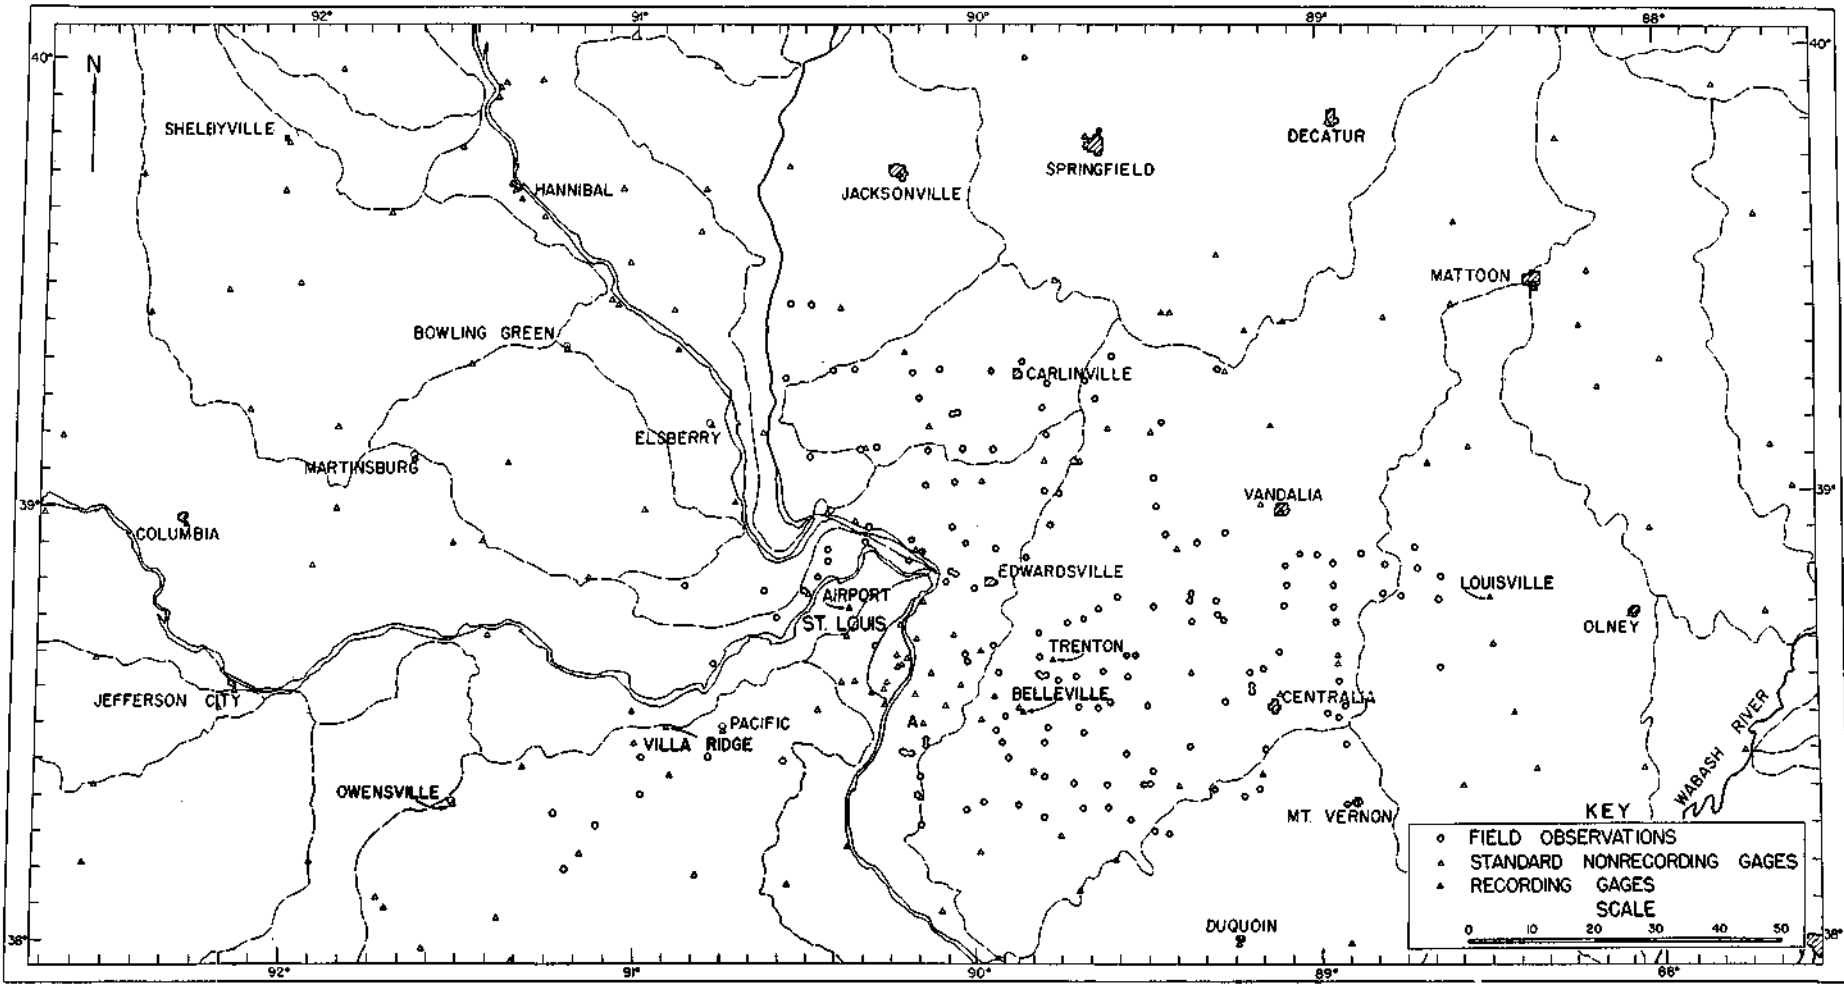 92° 91° 90° 89° 88°
40° 40°
N
SHELBYVILLE
DECATUR
SPRINGFIELD
HANNIBAL
JACKSONVILLE
MATTOON
BOWLING GREEN
CARLINVILLE
ELSBERRY
MARTINSBURG
39° 39°
VANDALIA
COLUMBIA
EDWARDSVILLE
LOUISVILLE
AIRPORT
ST. LOUIS
OLNEY
TRENTON
JEFFERSON CITY
BELLEVILLE
CENTRALIA
A
PACIFIC
VILLA RIDGE
WABASH RIVER
OWENSVILLE
MT. VERNON
KEY
FIELD OBSERVATIONS
STANDARD NONRECORDING GAGES
RECORDING GAGES
SCALE
0 10 20 30 40 50
DUQUOIN
38° 38°
92° 91° 90° 89° 88°